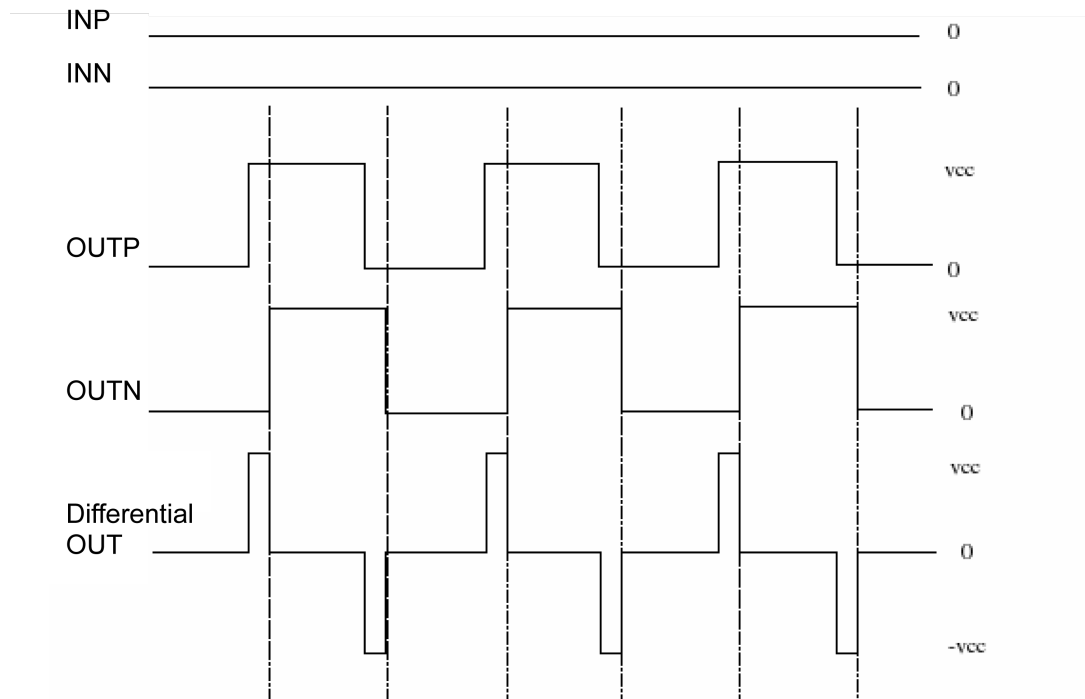 INP 0
INN 0
vcc
OUTP 0
vcc
OUTN 0
vcc
Differential
OUT 0
-vcc